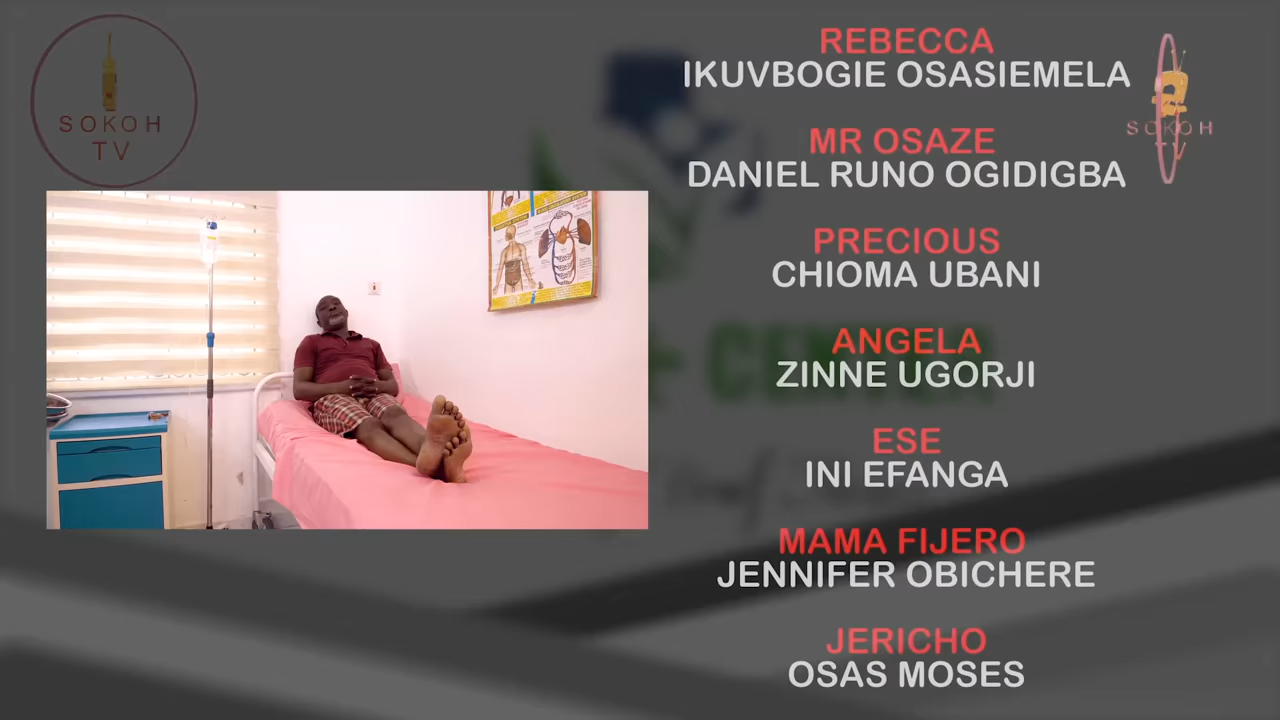 SOKOH
TV
REBECCA
IKUVBOGIE OSASIEMELA
MR OSAZE
DANIEL RUNO OGIDIGBA
PRECIOUS
CHIOMA UBANI
ANGELA
ZINNE UGORJI
ESE
INI EFANGA
MAMA FIJERO
JENNIFER OBICHERE
JERICHO
OSAS MOSES
SOKOH
TV
CENTER